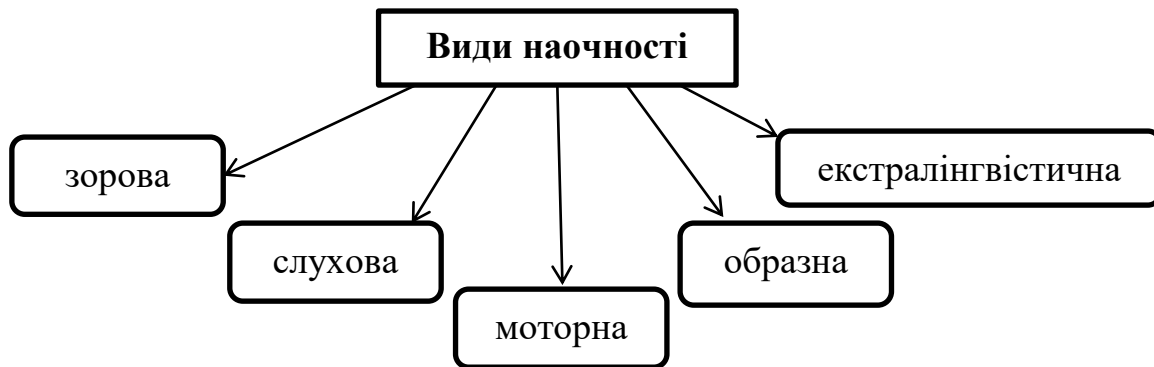 Види наочності
зорова
екстралінгвістична
слухова
образна
моторна